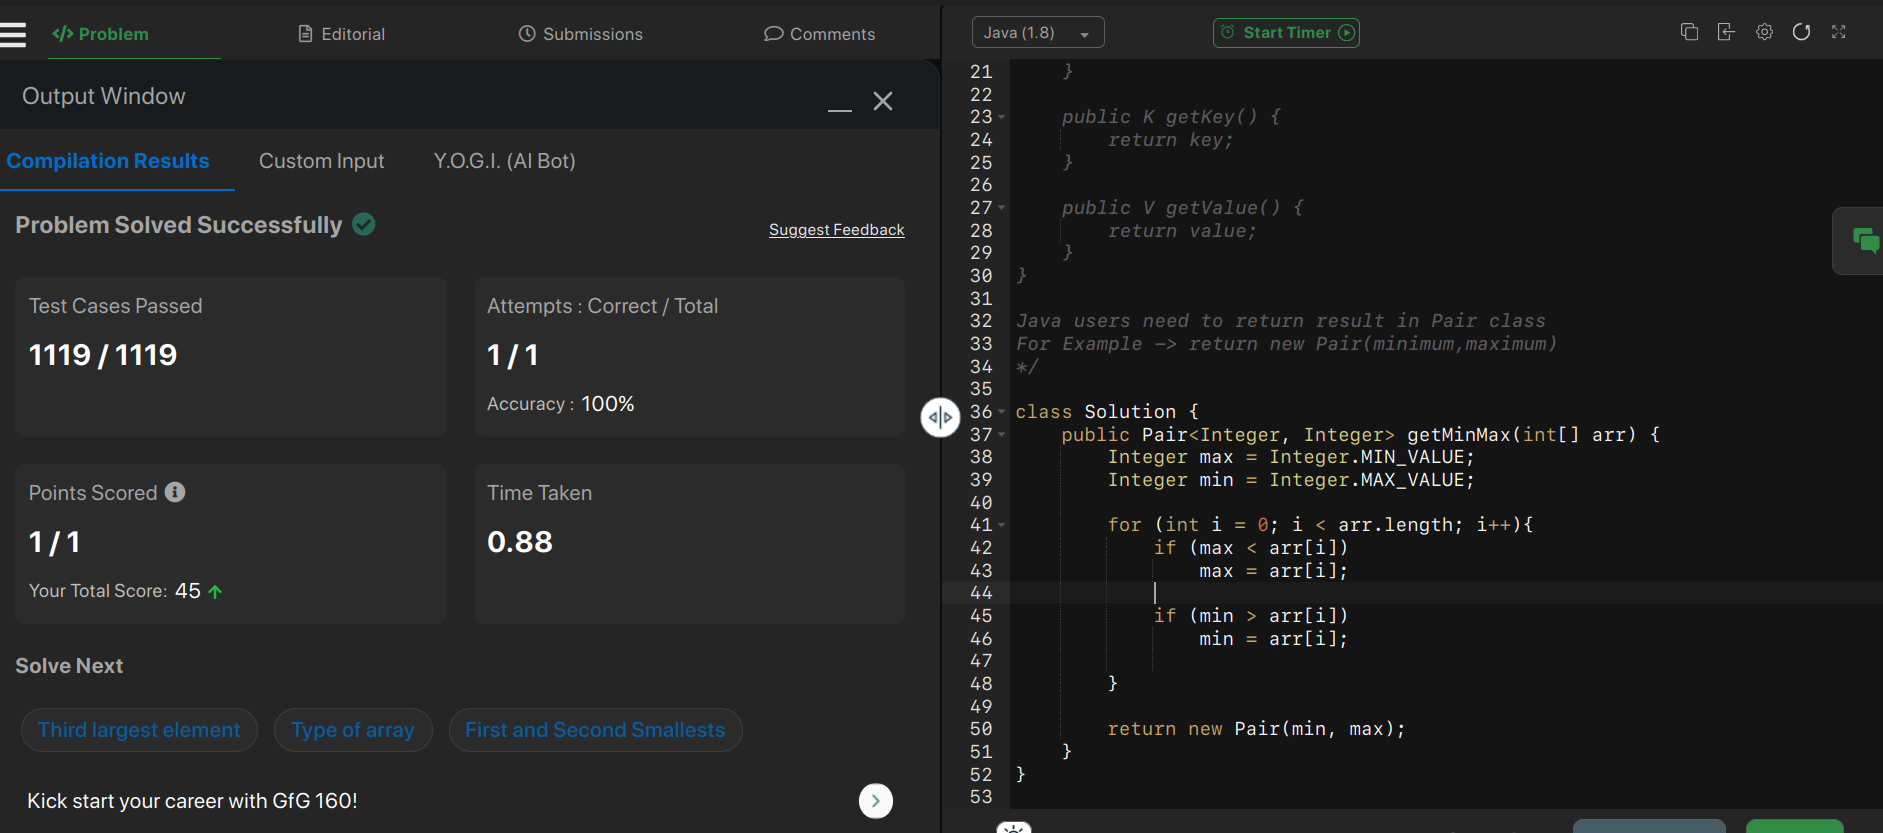 </> Problem
Editorial
Submissions
Comments
Output Window
Compilation Results
Custom Input
Y.O.G.I. (AI Bot)
Problem Solved Successfully
Suggest Feedback
Test Cases Passed
1119 / 1119
Attempts : Correct / Total
1 / 1
Accuracy : 100%
Points Scored
1 / 1
Your Total Score: 45
Time Taken
0.88
Solve Next
Third largest element
Type of array
First and Second Smallests
Kick start your career with GfG 160!
Java (1.8)
Start Timer
21 }
22
23 public K getKey() {
24 return key;
25 }
26
27 public V getValue() {
28 return value;
29 }
30 }
31
32 Java users need to return result in Pair class
33 For Example -> return new Pair(minimum,maximum)
34 */
35
36 class Solution {
37 public Pair<Integer, Integer> getMinMax(int[] arr) {
38 Integer max = Integer.MIN_VALUE;
39 Integer min = Integer.MAX_VALUE;
40
41 for (int i = 0; i < arr.length; i++){
42 if (max < arr[i])
43 max = arr[i];
44
45 if (min > arr[i])
46 min = arr[i];
47
48 }
49
50 return new Pair(min, max);
51 }
52 }
53